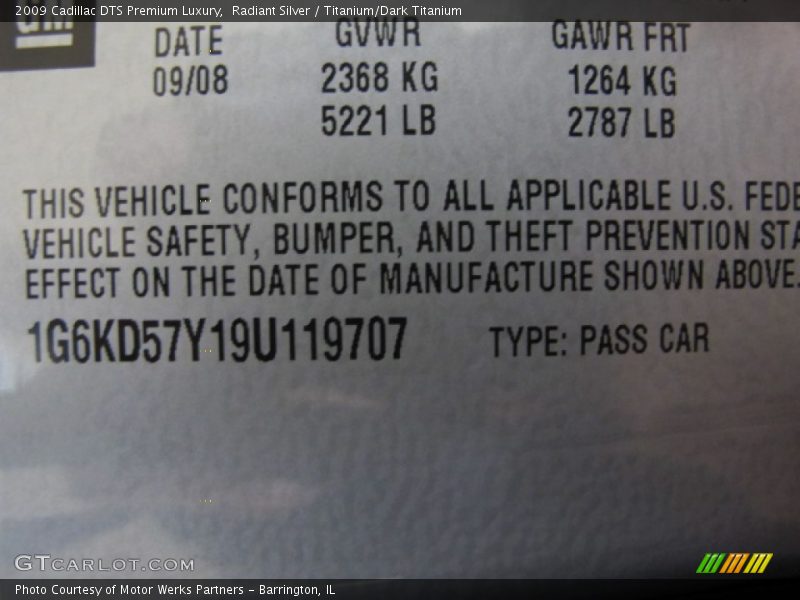 2009 Cadillac DTS Premium Luxury,  Radiant Silver / Titanium/Dark Titanium
gm
DATE GVWR GAWR FRT
09/08 2368 KG 1264 KG
5221 LB 2787 LB
THIS VEHICLE CONFORMS TO ALL APPLICABLE U.S. FEDE
VEHICLE SAFETY, BUMPER, AND THEFT PREVENTION STA
EFFECT ON THE DATE OF MANUFACTURE SHOWN ABOVE.
1G6KD57Y19U119707 TYPE: PASS CAR
GTCARLOT.COM
Photo Courtesy of Motor Werks Partners – Barrington, IL